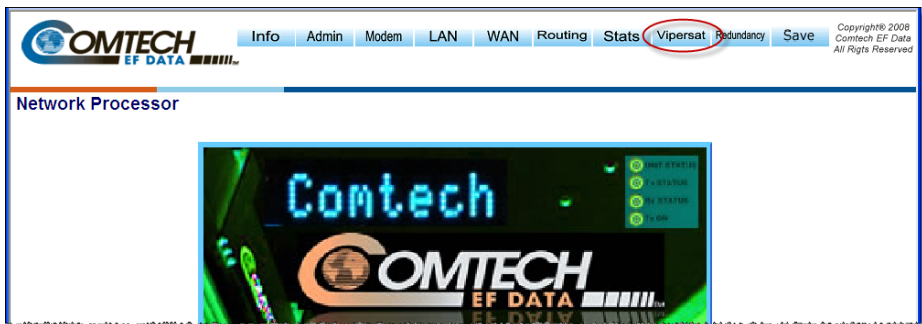 COMTECH
EF DATA
Info Admin Modem LAN WAN Routing Stats Vipersat Redundancy Save
Copyright® 2008
Comtech EF Data
All Rigts Reserved
Network Processor
_Comtech
UNIT STATUS
Tx STATUS
Rx STATUS
Tx ON
COMTECH
EF DATA